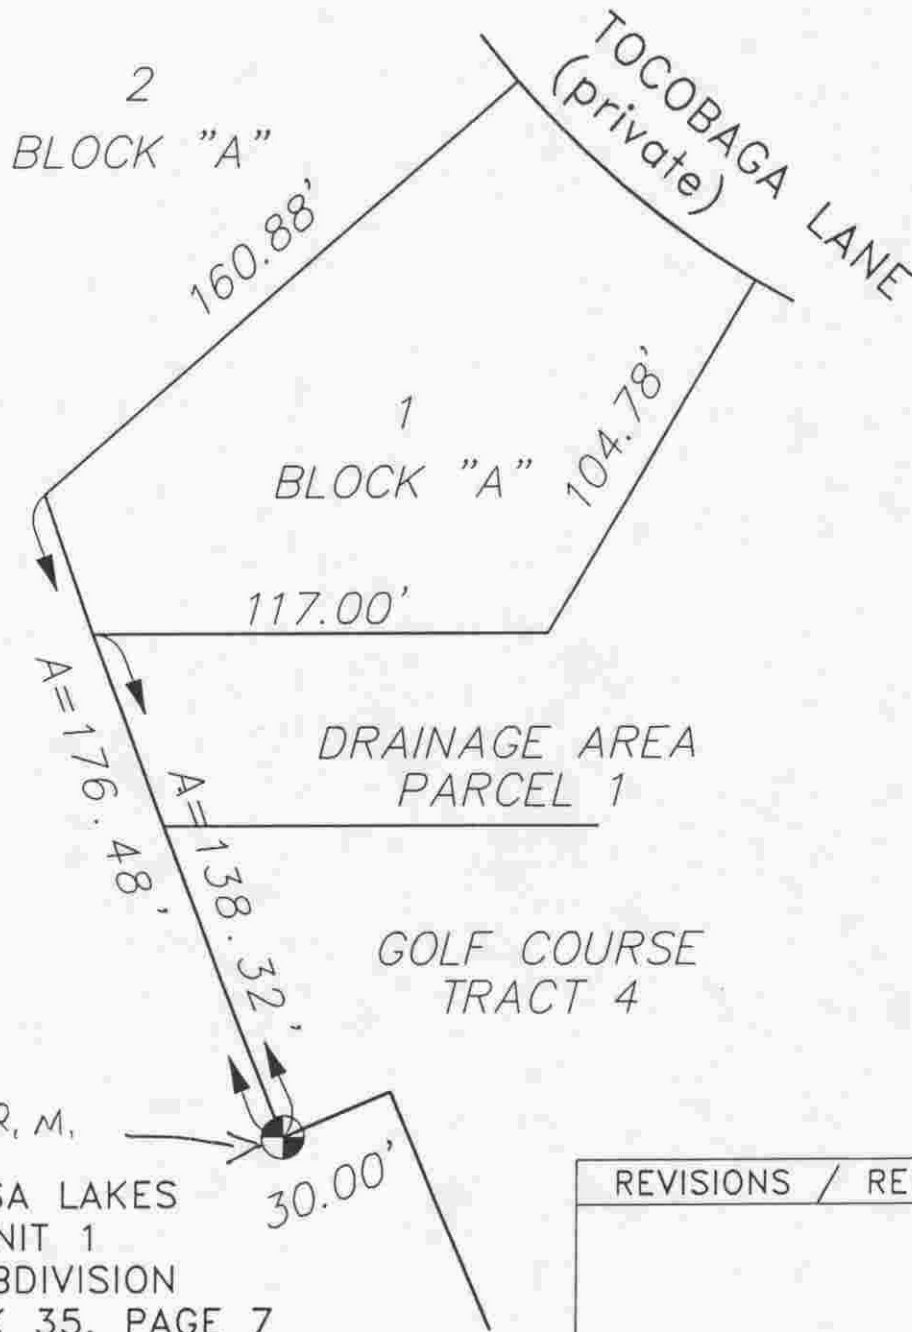 2
BLOCK "A"
TOCOBAGA LANE
(private)
160.88'
1
BLOCK "A"
104.78'
117.00'
A=176.48'
DRAINAGE AREA
PARCEL 1
A=138.32'
GOLF COURSE
TRACT 4
R.M.
30.00'
SA LAKES
NIT 1
BDIVISION
35, PAGE 7
REVISIONS / RE